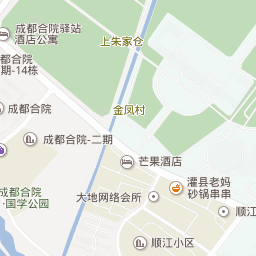 成都合院驿站
酒店公寓
上朱家仓
成都合院
期-14栋
成都合院
金凤村
成都合院-二期
芒果酒店
成都合院
·国学公园
灌县老妈
砂锅串串
大地网络会所
顺江
顺江小区